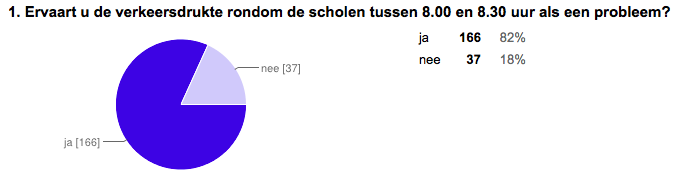 1. Ervaart u de verkeersdrukte rondom de scholen tussen 8.00 en 8.30 uur als een probleem?
ja 166 82%
nee 37 18%
nee [37]
ja [166]